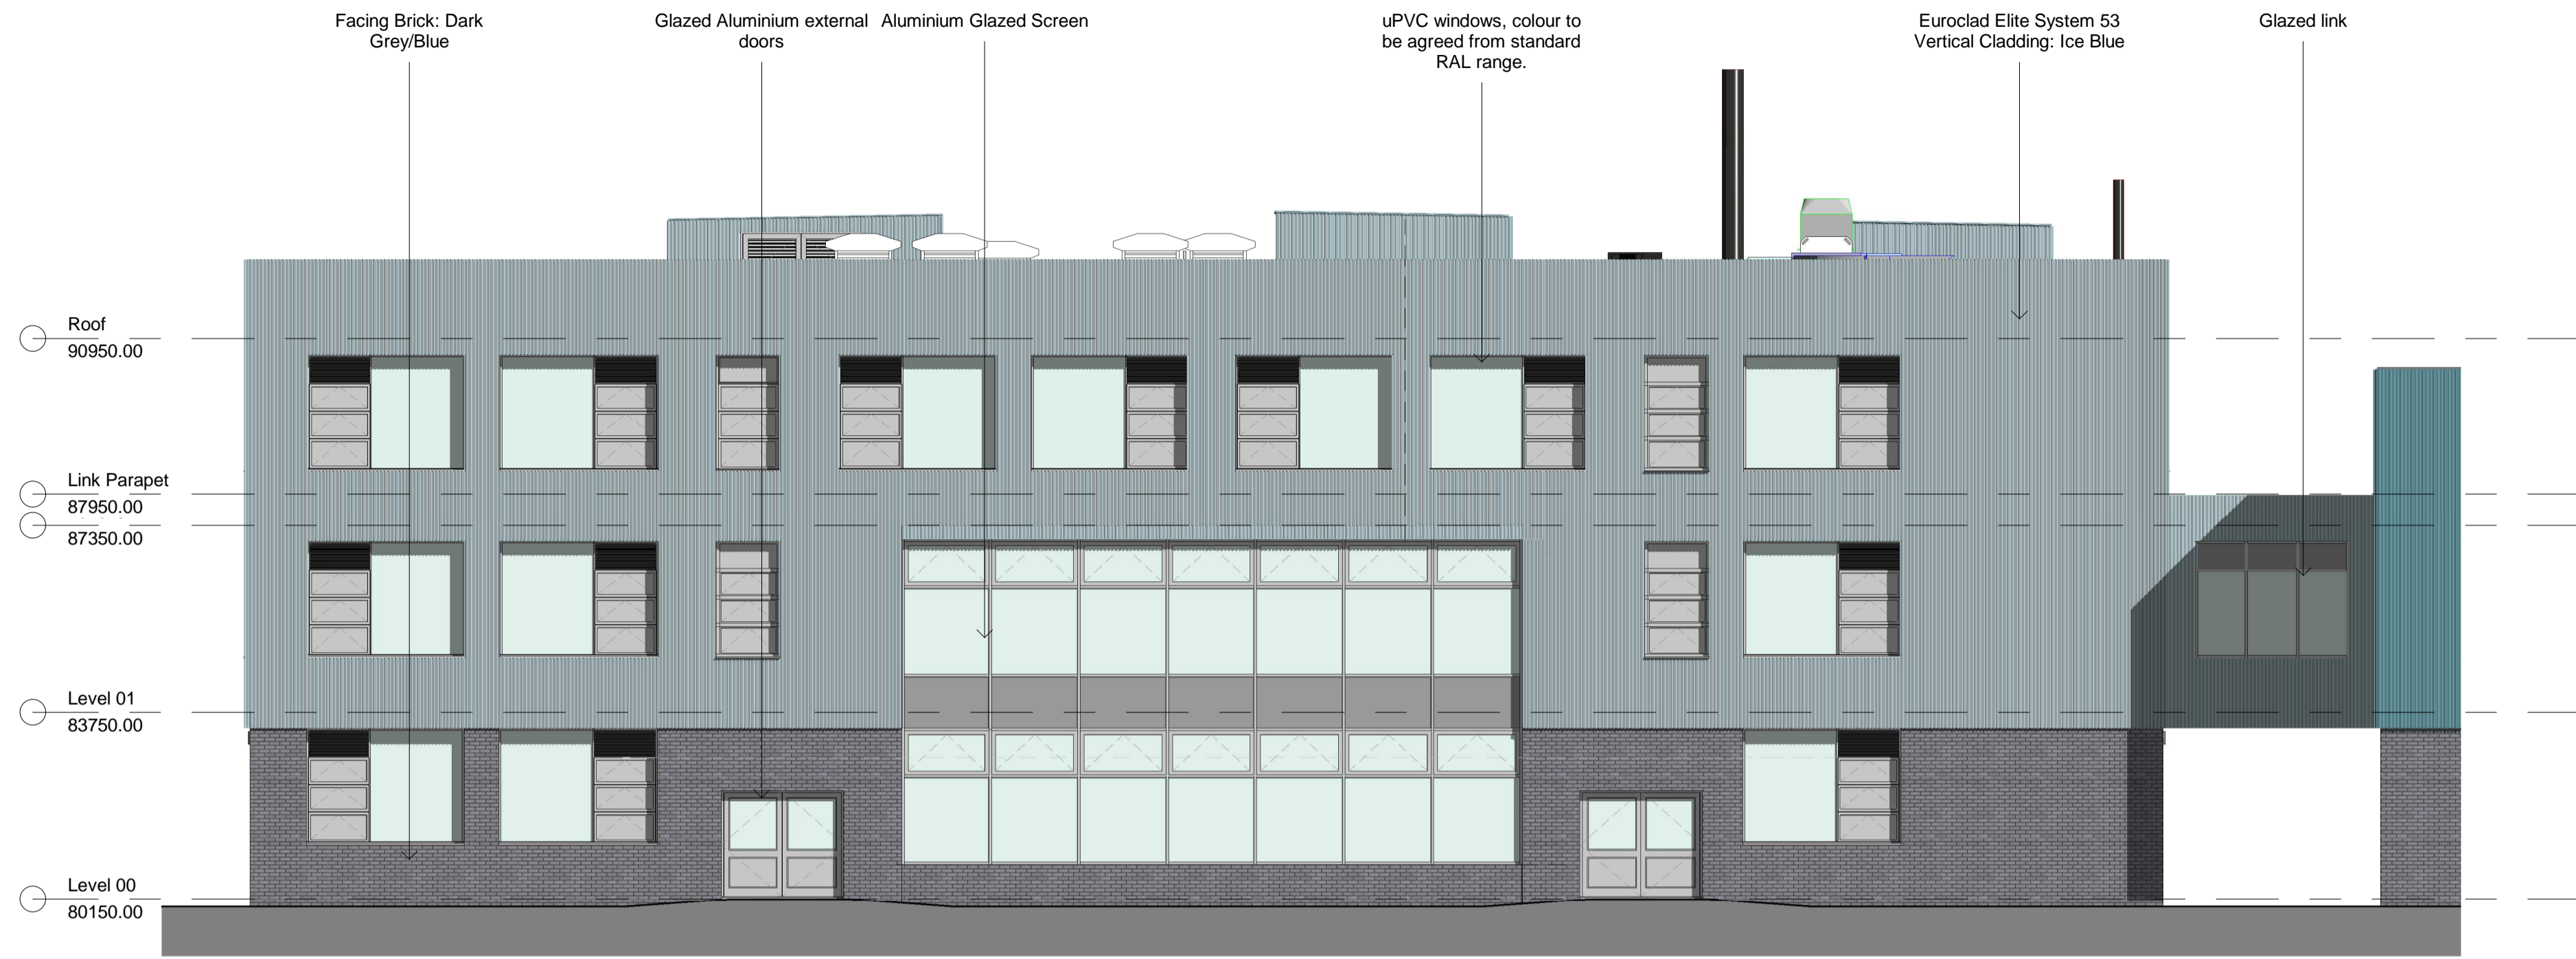 Facing Brick: Dark
Grey/Blue
Glazed Aluminium external
doors
Aluminium Glazed Screen
uPVC windows, colour to
be agreed from standard
RAL range.
Euroclad Elite System 53
Vertical Cladding: Ice Blue
Glazed link
Roof
90950.00
Link Parapet
87950.00
87350.00
Level 01
83750.00
Level 00
80150.00